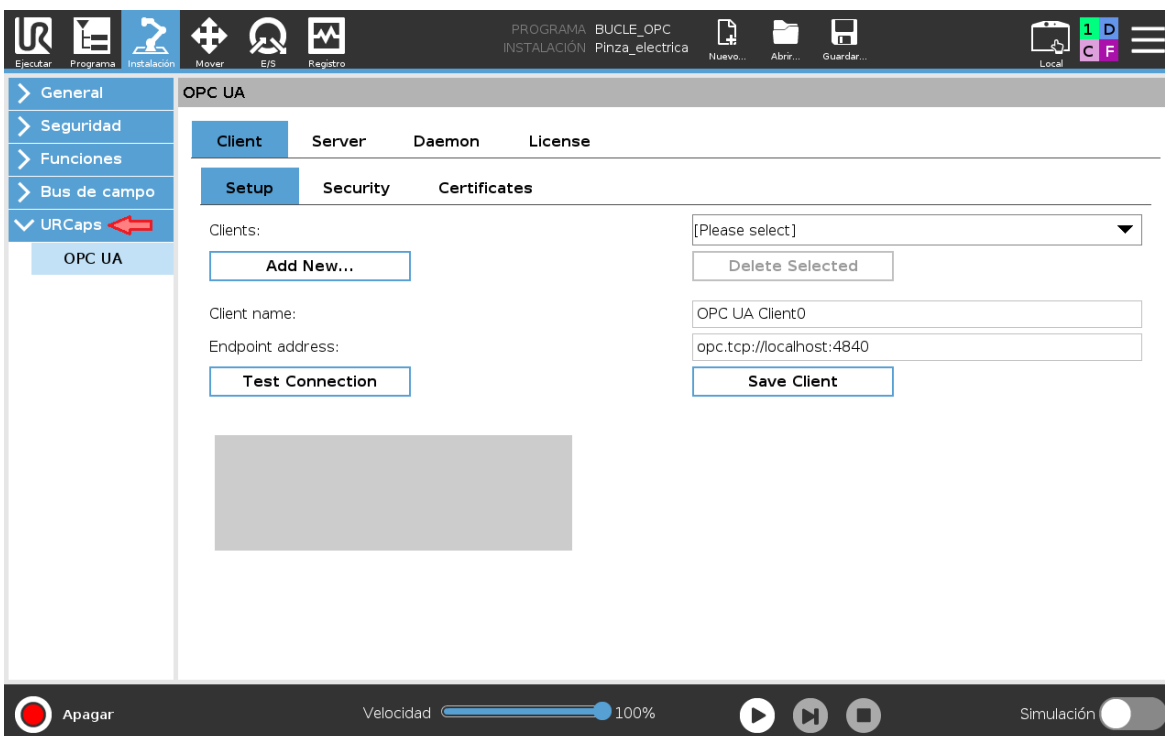 PROGRAMA BUCLE_OPC
INSTALACIÓN Pinza_electrica
UR
Ejecutar Programa Instalación Mover E/S Registro Nuevo... Abrir... Guardar... Local
1 D
C F
General
Seguridad
Funciones
Bus de campo
URCaps
OPC UA
OPC UA
Client Server Daemon License
Setup Security Certificates
Clients: [Please select]
Add New... Delete Selected
Client name: OPC UA Client0
Endpoint address: opc.tcp://localhost:4840
Test Connection Save Client
Apagar Velocidad 100% Simulación